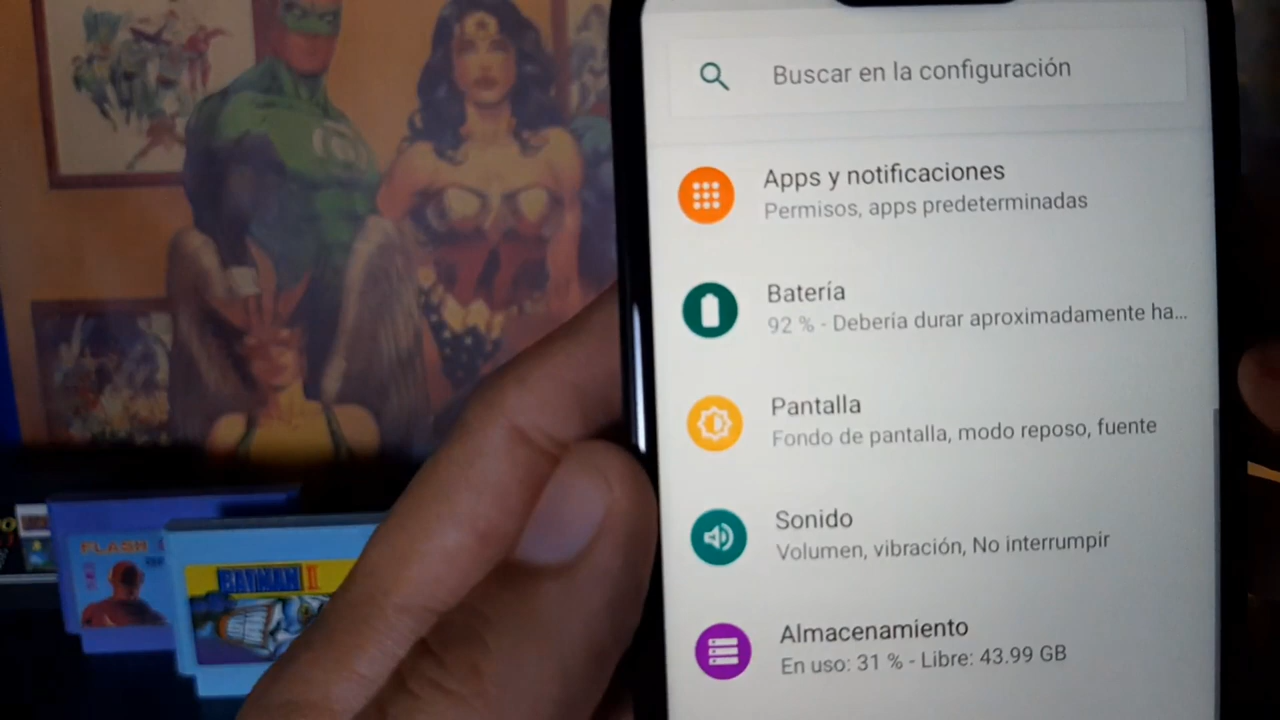 Buscar en la configuración
Apps y notificaciones
Permisos, apps predeterminadas
Batería
92 % - Debería durar aproximadamente ha...
Pantalla
Fondo de pantalla, modo reposo, fuente
Sonido
Volumen, vibración, No interrumpir
Almacenamiento
En uso: 31 % - Libre: 43.99 GB
FLASH
BATMAN II